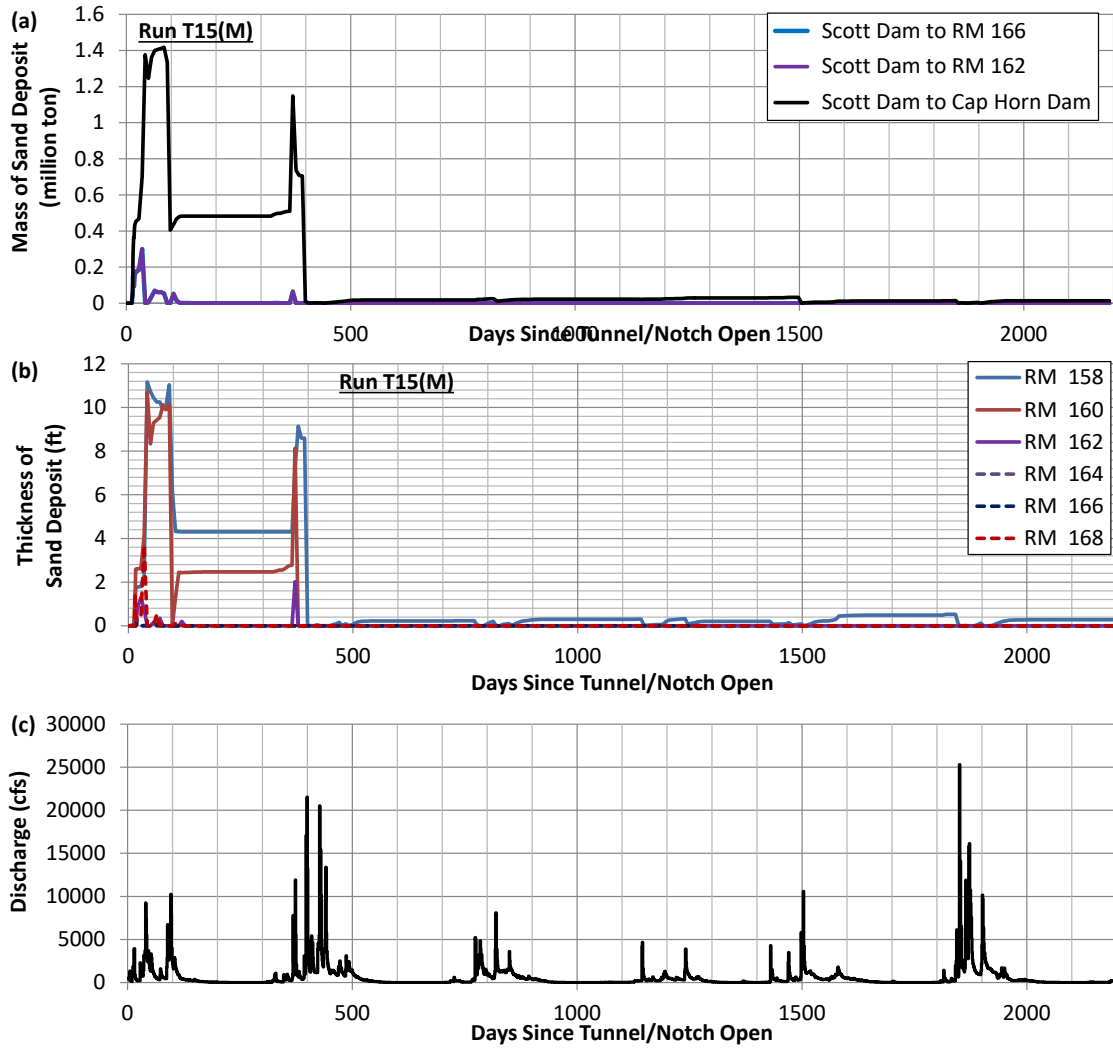 (a)
Run T15(M)
Scott Dam to RM 166
Scott Dam to RM 162
Scott Dam to Cap Horn Dam
Mass of Sand Deposit
(million ton)
1.6
1.4
1.2
1
0.8
0.6
0.4
0.2
0
0 500 1000 1500 2000
Days Since Tunnel/Notch Open
(b)
Run T15(M)
RM 158
RM 160
RM 162
RM 164
RM 166
RM 168
Thickness of
Sand Deposit (ft)
12
10
8
6
4
2
0
0 500 1000 1500 2000
Days Since Tunnel/Notch Open
(c)
Discharge (cfs)
30000
25000
20000
15000
10000
5000
0
0 500 1000 1500 2000
Days Since Tunnel/Notch Open